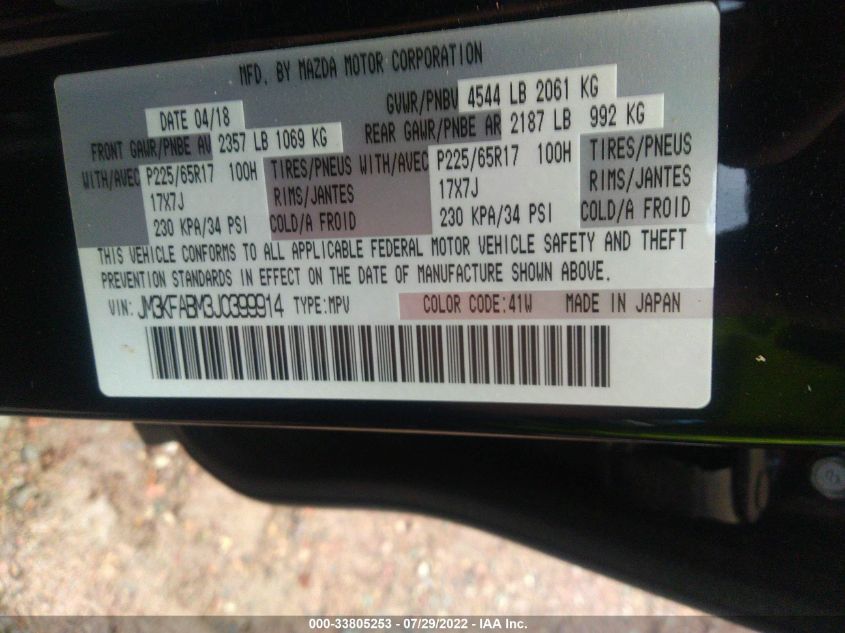 MFD. BY MAZDA MOTOR CORPORATION
DATE 04/18 GVWR/PNBV 4544 LB 2061 KG
FRONT GAWR/PNBE AV 2357 LB 1069 KG REAR GAWR/PNBE AR 2187 LB 992 KG
WITH/AVEC P225/65R17 100H TIRES/PNEUS WITH/AVEC P225/65R17 100H TIRES/PNEUS
17X7J RIMS/JANTES 17X7J RIMS/JANTES
230 KPA/34 PSI COLD/A FROID 230 KPA/34 PSI COLD/A FROID
THIS VEHICLE CONFORMS TO ALL APPLICABLE FEDERAL MOTOR VEHICLE SAFETY AND THEFT
PREVENTION STANDARDS IN EFFECT ON THE DATE OF MANUFACTURE SHOWN ABOVE.
VIN: JM3KFABM3J0399914 TYPE:MPV COLOR CODE:41W MADE IN JAPAN
000-33805253 - 07/29/2022 - IAA Inc.